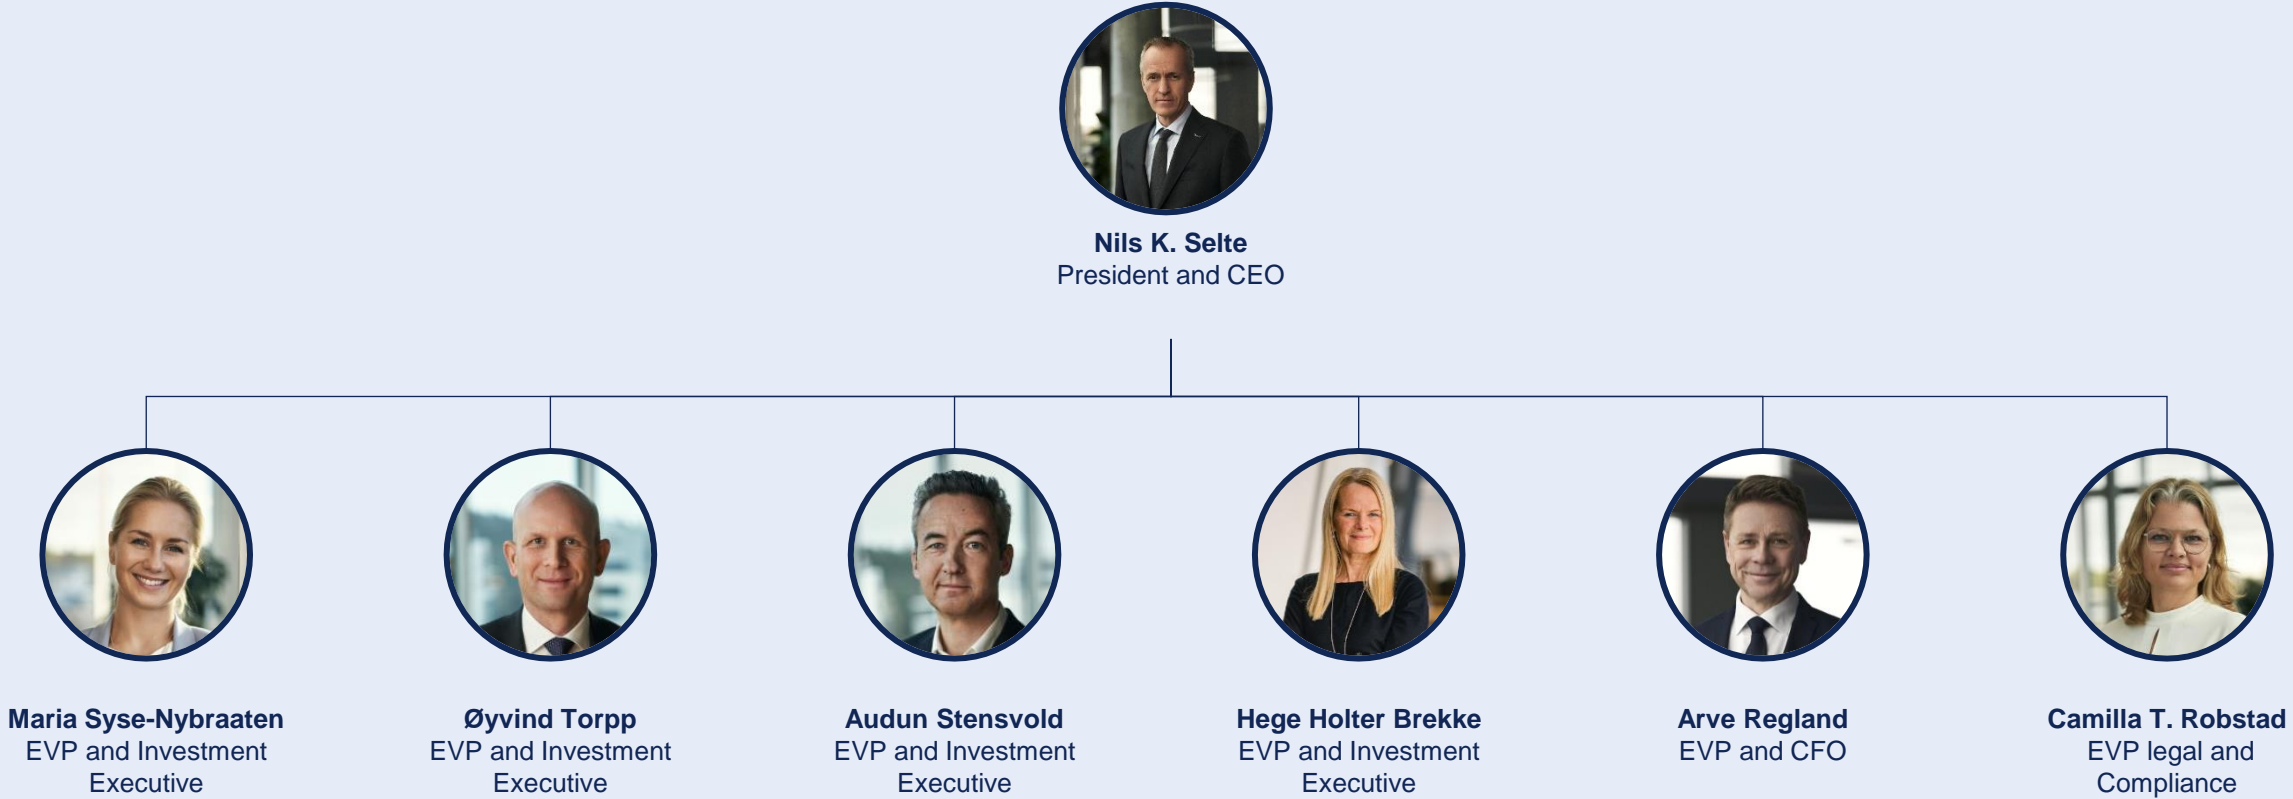 Nils K. Selte
President and CEO
Maria Syse-Nybraaten
EVP and Investment
Executive
Øyvind Torpp
EVP and Investment
Executive
Audun Stensvold
EVP and Investment
Executive
Hege Holter Brekke
EVP and Investment
Executive
Arve Regland
EVP and CFO
Camilla T. Robstad
EVP legal and
Compliance